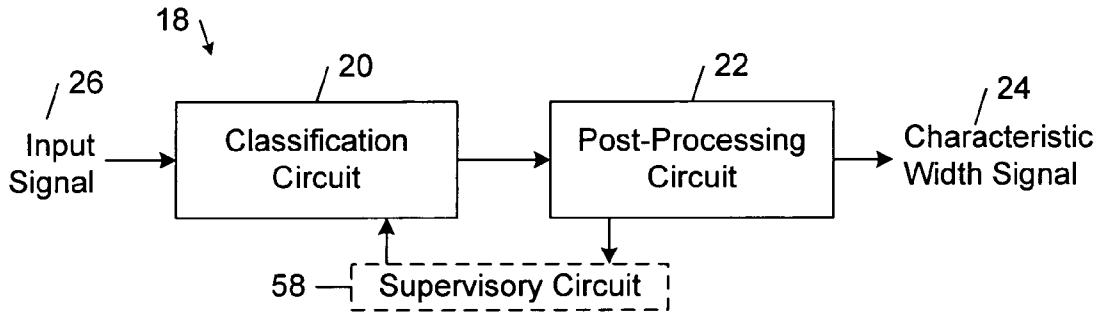 18
26
20
22
24
Input
Signal
Classification
Circuit
Post-Processing
Circuit
Characteristic
Width Signal
58
Supervisory Circuit